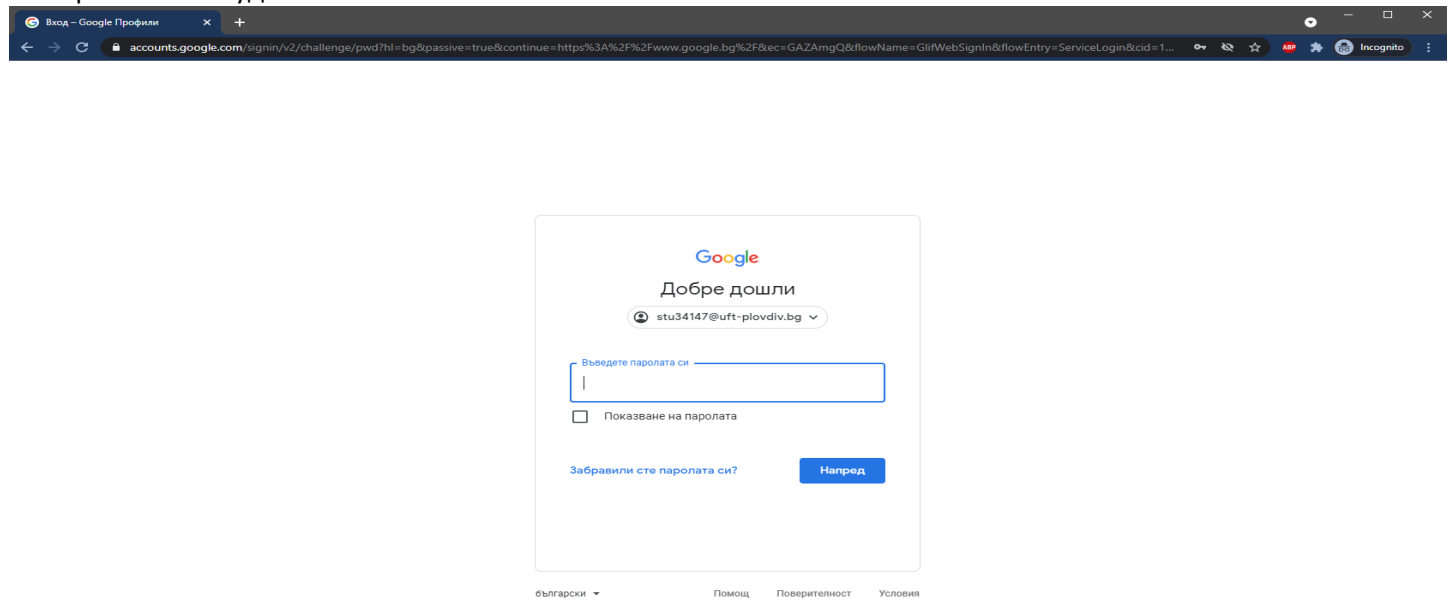 Вход – Google Профили
accounts.google.com/signin/v2/challenge/pwd?hl=bg&passive=true&continue=https%3A%2F%2Fwww.google.bg%2F&ec=GAZAmgQ&flowName=GlifWebSignIn&flowEntry=ServiceLogin&cid=1... ABP Incognito
Google
Добре дошли
stu34147@uft-plovdiv.bg
Въведете паролата си
Показване на паролата
Забравили сте паролата си? Напред
български Помощ Поверителност Условия